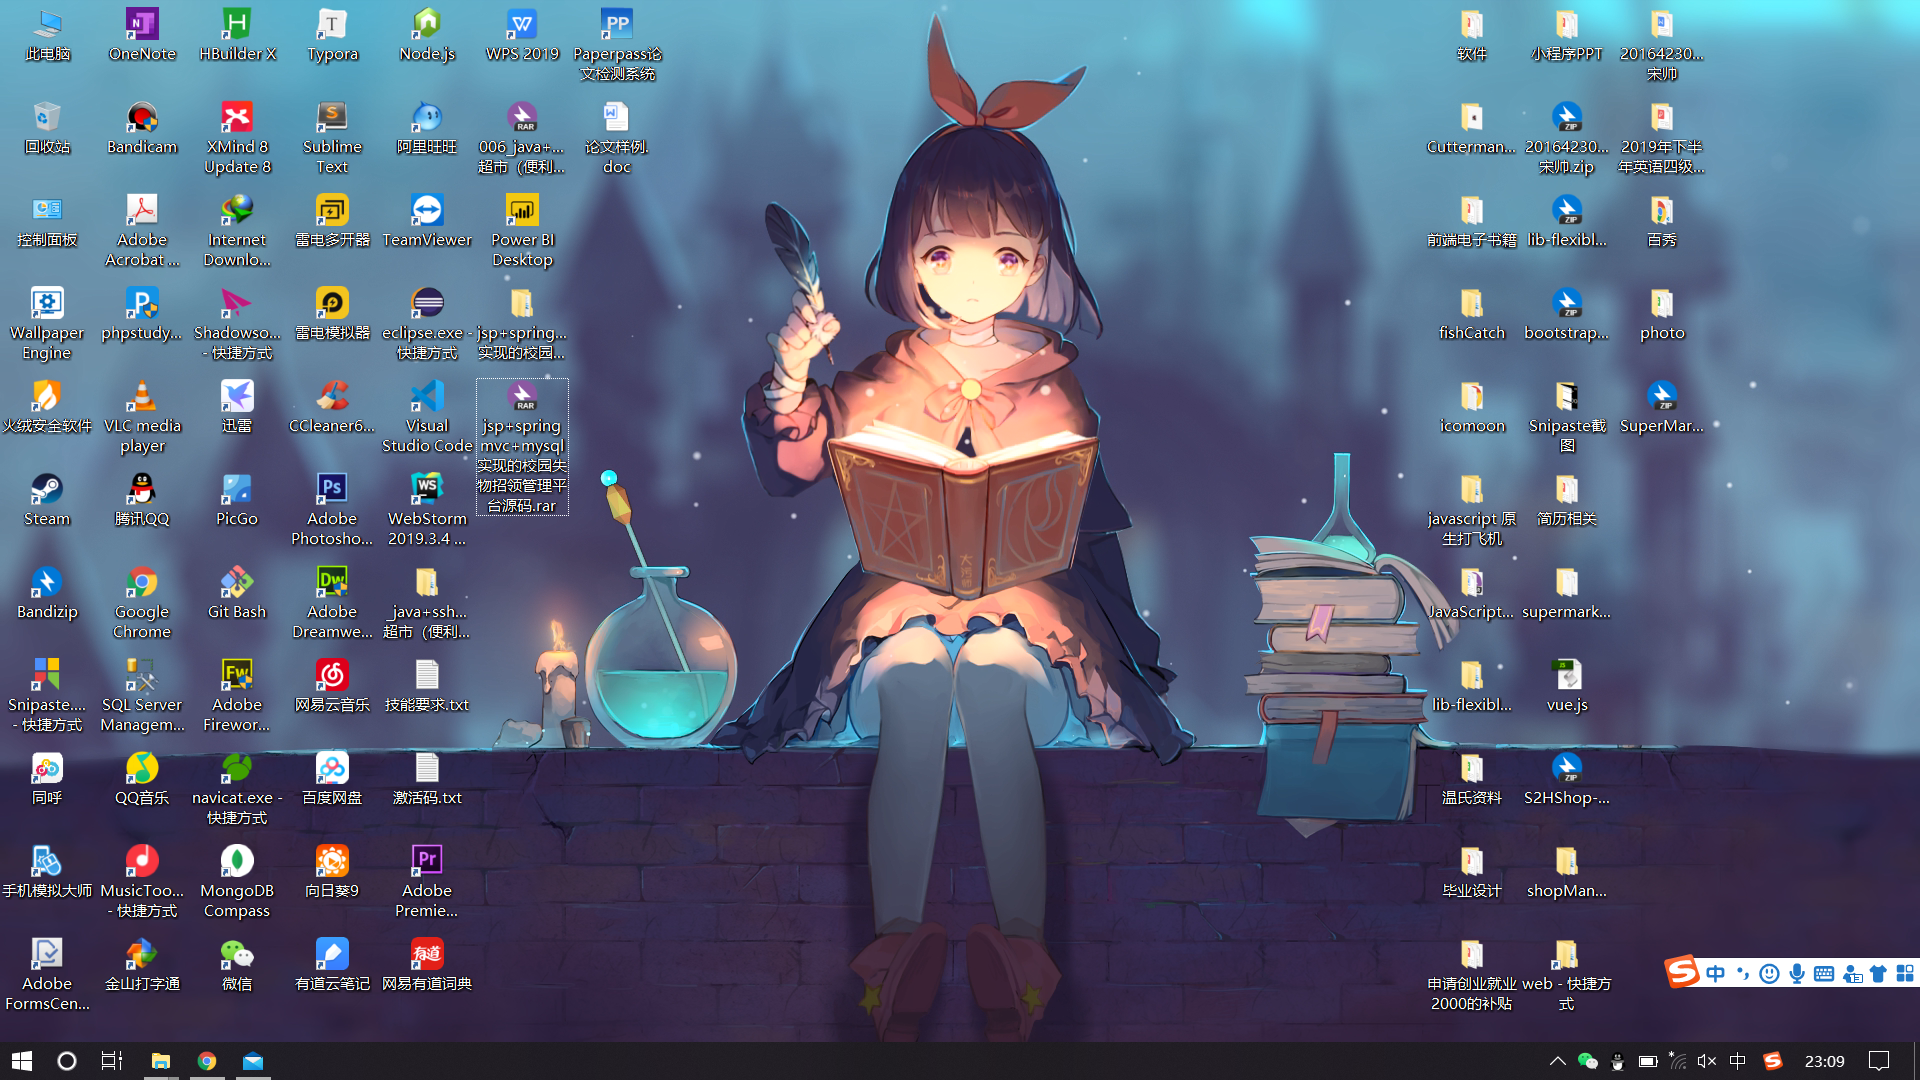 此电脑
OneNote
HBuilder X
Typora
Node.js
WPS 2019
Paperpass论
文检测系统
回收站
Bandicam
XMind 8
Update 8
Sublime
Text
阿里旺旺
006_java+...
超市（便利...
论文样例.
doc
控制面板
Adobe
Acrobat ...
Internet
Downlo...
雷电多开器
TeamViewer
Power BI
Desktop
Wallpaper
Engine
phpstudy...
Shadowso...
- 快捷方式
雷电模拟器
eclipse.exe -
快捷方式
jsp+spring...
实现的校园...
火绒安全软件
VLC media
player
迅雷
CCleaner6...
Visual
Studio Code
jsp+spring
mvc+mysql
实现的校园失
物招领管理平
台源码.rar
Steam
腾讯QQ
PicGo
Adobe
Photosho...
WebStorm
2019.3.4 ...
Bandizip
Google
Chrome
Git Bash
Adobe
Dreamwe...
_java+ssh...
超市（便利...
Snipaste....
- 快捷方式
SQL Server
Managem...
Adobe
Firewor...
网易云音乐
技能要求.txt
同呼
QQ音乐
navicat.exe -
快捷方式
百度网盘
激活码.txt
手机模拟大师
MusicToo...
- 快捷方式
MongoDB
Compass
向日葵9
Adobe
Premie...
Adobe
FormsCen...
金山打字通
微信
有道云笔记
网易有道词典
软件
小程序PPT
20164230...
宋帅
Cutterman...
20164230...
宋帅.zip
2019年下半
年英语四级...
前端电子书籍
lib-flexibl...
百秀
fishCatch
bootstrap...
photo
icomoon
Snipaste截
图
SuperMar...
javascript 原
生打飞机
简历相关
JavaScript...
supermark...
lib-flexibl...
vue.js
温氏资料
S2HShop-...
毕业设计
shopMan...
申请创业就业
2000的补贴
web - 快捷方
式
中
中
23:09